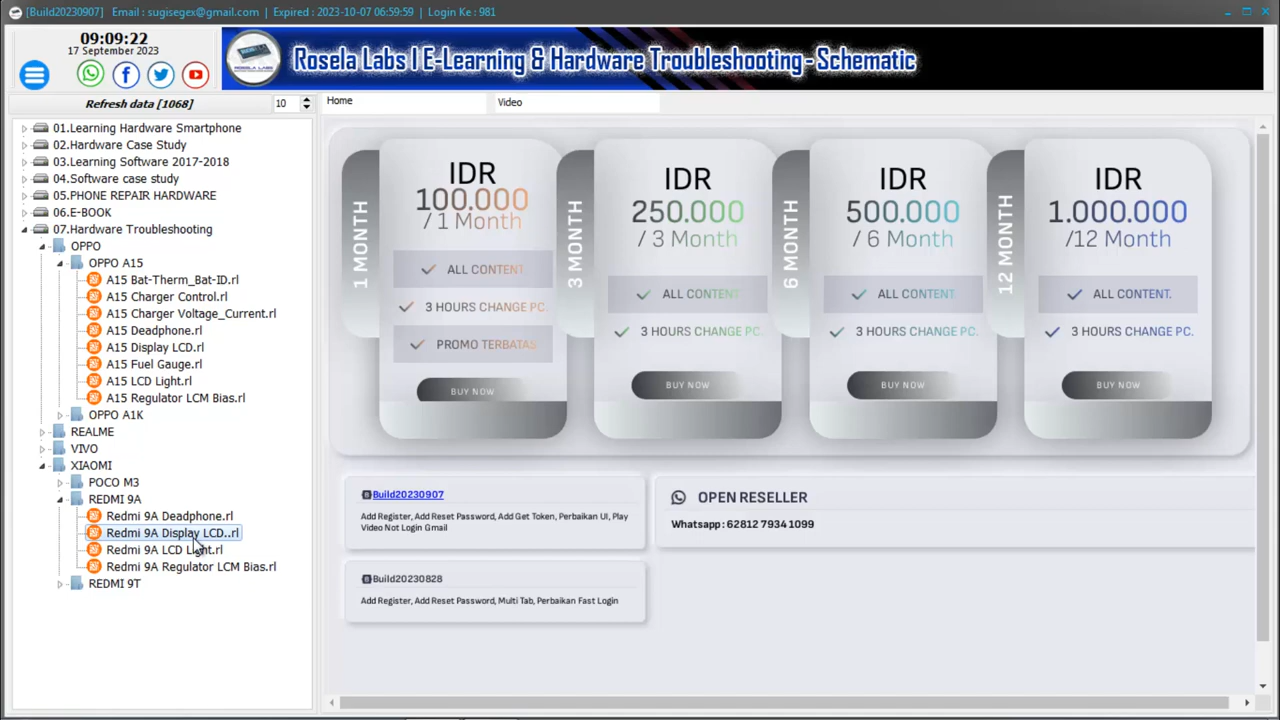 [Build20230907] | Email : sugisegex@gmail.com | Expired : 2023-10-07 06:59:59 | Login Ke : 981
09:09:22
17 September 2023
Rosela Labs | E-Learning & Hardware Troubleshooting - Schematic
ROSELA LABS
Refresh data [1068]
10
Home
Video
01.Learning Hardware Smartphone
02.Hardware Case Study
03.Learning Software 2017-2018
04.Software case study
05.PHONE REPAIR HARDWARE
06.E-BOOK
07.Hardware Troubleshooting
OPPO
OPPO A15
A15 Bat-Therm_Bat-ID.rl
A15 Charger Control.rl
A15 Charger Voltage_Current.rl
A15 Deadphone.rl
A15 Display LCD.rl
A15 Fuel Gauge.rl
A15 LCD Light.rl
A15 Regulator LCM Bias.rl
OPPO A1K
REALME
VIVO
XIAOMI
POCO M3
REDMI 9A
Redmi 9A Deadphone.rl
Redmi 9A Display LCD..rl
Redmi 9A LCD Light.rl
Redmi 9A Regulator LCM Bias.rl
REDMI 9T
1 MONTH
IDR
100.000
/ 1 Month
ALL CONTENT
3 HOURS CHANGE PC.
PROMO TERBATAS
BUY NOW
3 MONTH
IDR
250.000
/ 3 Month
ALL CONTENT
3 HOURS CHANGE PC.
BUY NOW
6 MONTH
IDR
500.000
/ 6 Month
ALL CONTENT.
3 HOURS CHANGE PC.
BUY NOW
12 MONTH
IDR
1.000.000
/12 Month
ALL CONTENT.
3 HOURS CHANGE PC.
BUY NOW
Build20230907
Add Register, Add Reset Password, Add Get Token, Perbaikan UI, Play
Video Not Login Gmail
OPEN RESELLER
Whatsapp : 62812 7934 1099
Build20230828
Add Register, Add Reset Password, Multi Tab, Perbaikan Fast Login